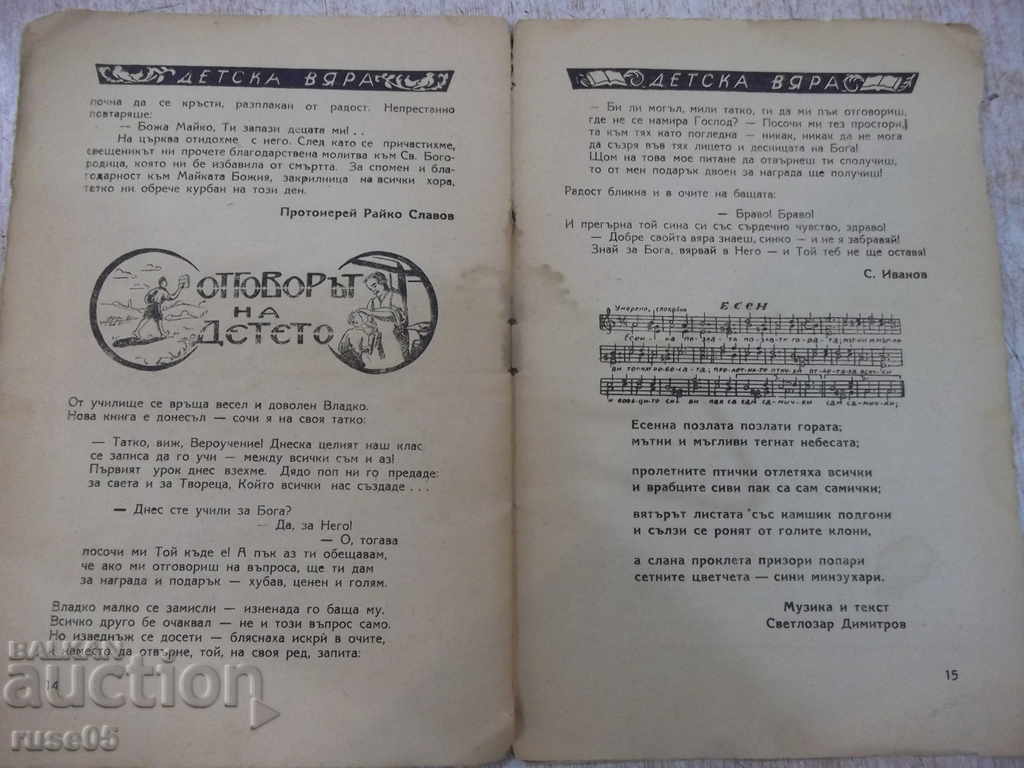 ДЕТСКА ВЯРА
почна да се кръсти, разплакан от радост. Непрестанно
повтаряше:
— Божа Майко, Ти запази децата ми! . .
На църква отидохме с него. След като се причастихме,
свещеникът ни прочете благодарствена молитва към Св. Бого-
родица, която ни бе избавила от смъртта. За спомен и бла-
годарност към Майката Божия, закрилница на всички хора,
тетко ни обрече курбан на този ден.
Протоиерей Райко Славов
ОТГОВОРЪТ
НА
ДЕТЕТО
От училище се връща весел и доволен Владко.
Нова книга е донесъл — сочи я на своя татко:
— Татко, виж, Вероучение! Днеска целият наш клас
се записа да го учи — между всички съм и аз!
Първият урок днес взехме. Дядо поп ни го предаде:
за света и за Твореца, Който всички нас създаде . . .
— Днес сте учили за Бога?
— Да, за Него!
— О, тогава
посочи ми Той къде е! А пък аз ти обещавам,
че ако ми отговориш на въпроса, ще ти дам
за награда и подарък — хубав, ценен и голям.
Владко малко се замисли — изненада го баща му.
Всичко друго бе очаквал — не и този въпрос само.
Но изведнъж се досети — бляснаха искри в очите,
и наместо да отвърне, той, на своя ред, запита:
14
ДЕТСКА ВЯРА
— Би ли могъл, мили татко, ти да ми пък отговориш,
где не се намира Господ? — Посочи ми тез простори,
та към тях като погледна — никак, никак да не мога
да съзря във тях лицето и десницата на Бога!
Щом на това мое питане да отвърнеш ти сполучиш,
то от мен подарък двоен за награда ще получиш!
Радост бликна и в очите на бащата:
— Браво! Браво!
И прегърна той сина си със сърдечно чувство, здраво!
— Добре свойта вяра знаеш, синко — и не я забравяй!
Знай за Бога, вярвай в Него — и Той теб не ще оставя!
С. Иванов
ЕСЕН
Умерено, спокойно
Есенна позлата позлати гората;
мътни и мъгливи тегнат небесата;
пролетните птички отлетяха всички
и врабците сиви пак са сам самички;
вятърът листата със камшик подгони
и сълзи се ронят от голите клони,
а слана проклета призори попари
сетните цветчета — сини минзухари.
Музика и текст
Светлозар Димитров
15
BALKAN
auction
ruse05